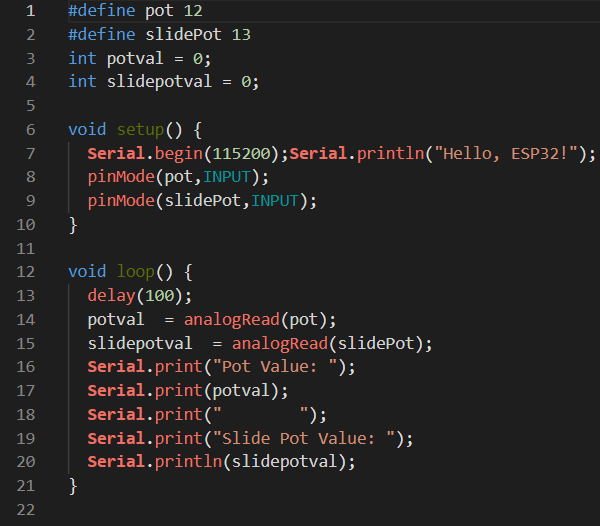 1 #define pot 12
2 #define slidePot 13
3 int potval = 0;
4 int slidepotval = 0;
5
6 void setup() {
7   Serial.begin(115200);Serial.println("Hello, ESP32!");
8   pinMode(pot,INPUT);
9   pinMode(slidePot,INPUT);
10 }
11
12 void loop() {
13   delay(100);
14   potval  = analogRead(pot);
15   slidepotval  = analogRead(slidePot);
16   Serial.print("Pot Value: ");
17   Serial.print(potval);
18   Serial.print("        ");
19   Serial.print("Slide Pot Value: ");
20   Serial.println(slidepotval);
21 }
22